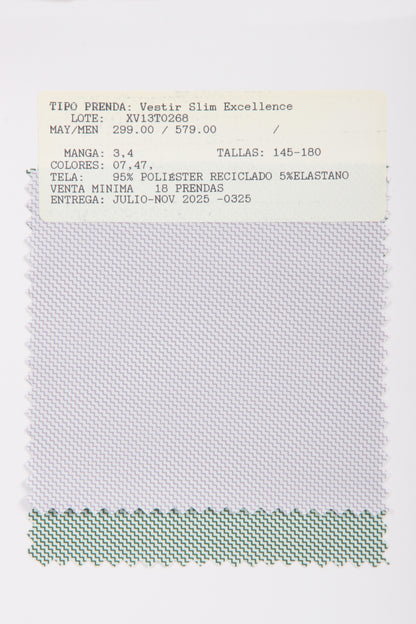 TIPO PRENDA: Vestir Slim Excellence
LOTE: XV13T0268
MAY/MEN 299.00 / 579.00 /
MANGA: 3,4 TALLAS: 145-180
COLORES: 07,47,
TELA: 95% POLIÉSTER RECICLADO 5%ELASTANO
VENTA MINIMA 18 PRENDAS
ENTREGA: JULIO-NOV 2025 -0325